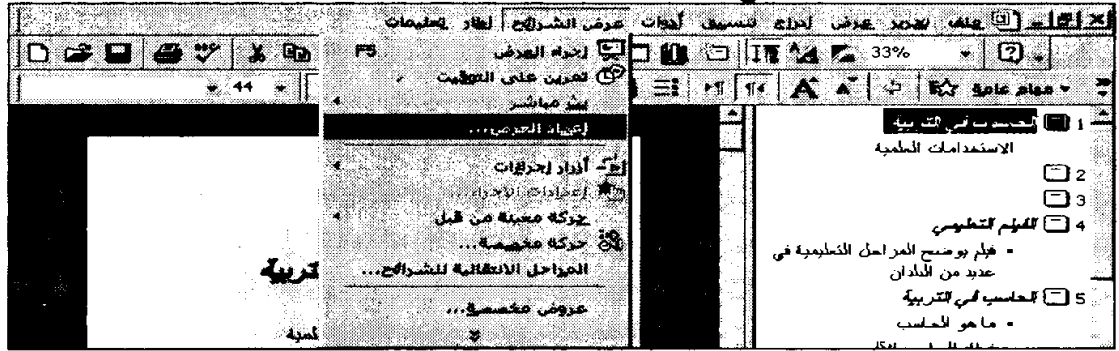 ملف تحرير عرض إدراج تنسيق أدوات عرض الشرائح إطار تعليمات
33%
44
مهام عامة
إجراء العرض F5
تمرين على التوقيت
بث مباشر
إعداد العرض...
أزرار إجراءات
إعدادات الإجراء...
حركة معينة من قبل
حركة مخصصة...
المراحل الانتقالية للشرائح...
عروض مخصصة...
تربية
لمية
1 الحاسب في التربية
الاستخدامات العلمية
2
3
4 الفيلم التعليمي
▪ فيلم يوضح المراحل التعليمية في
عديد من البلدان
5 الحاسب في التربية
▪ ما هو الحاسب